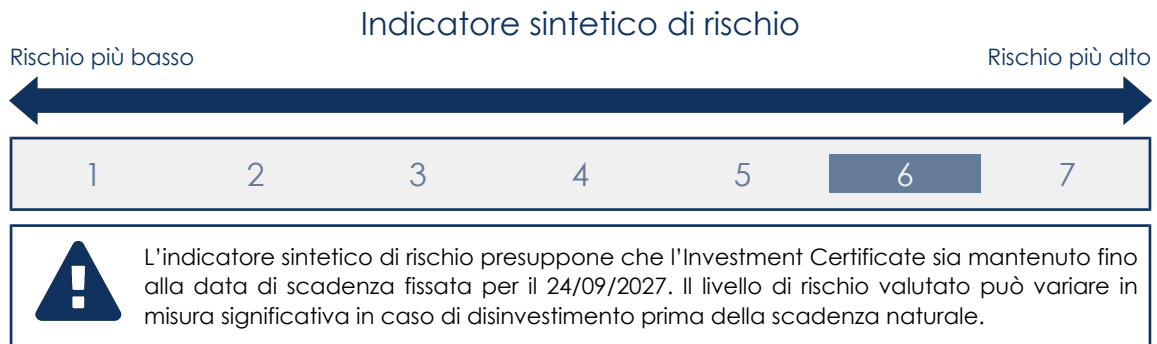 Indicatore sintetico di rischio
Rischio più basso Rischio più alto
1 2 3 4 5 6 7
L’indicatore sintetico di rischio presuppone che l’Investment Certificate sia mantenuto fino
alla data di scadenza fissata per il 24/09/2027. Il livello di rischio valutato può variare in
misura significativa in caso di disinvestimento prima della scadenza naturale.